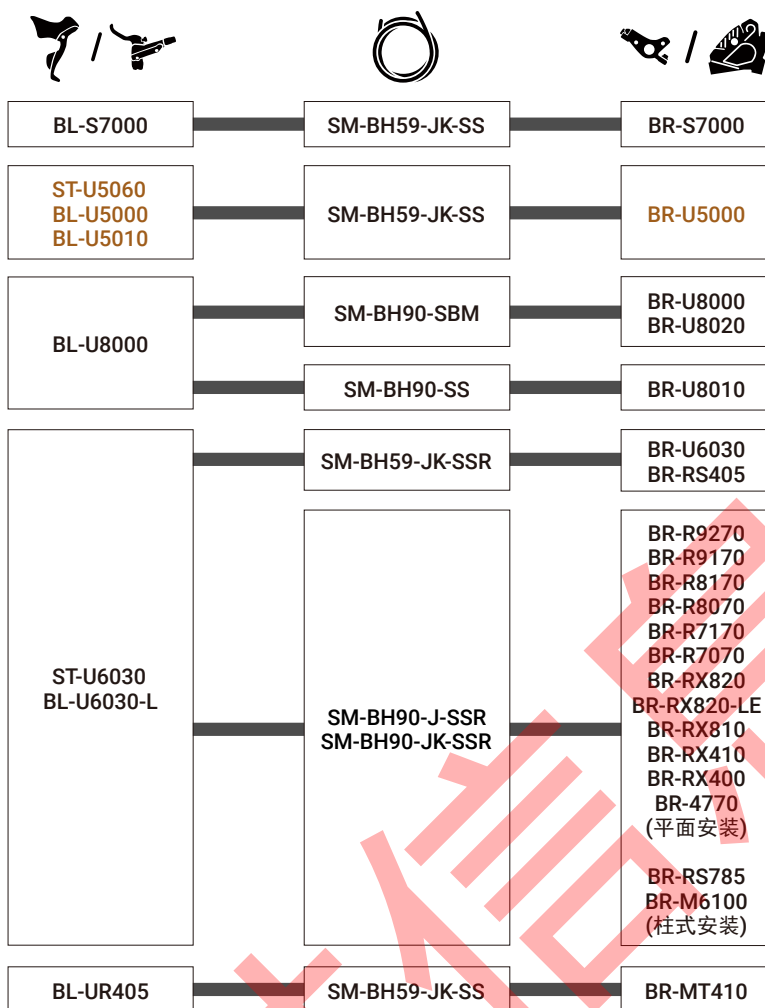 BL-S7000 SM-BH59-JK-SS BR-S7000
ST-U5060
BL-U5000
BL-U5010
SM-BH59-JK-SS
BR-U5000
BL-U8000
SM-BH90-SBM
BR-U8000
BR-U8020
SM-BH90-SS
BR-U8010
ST-U6030
BL-U6030-L
SM-BH59-JK-SSR
BR-U6030
BR-RS405
SM-BH90-J-SSR
SM-BH90-JK-SSR
BR-R9270
BR-R9170
BR-R8170
BR-R8070
BR-R7170
BR-R7070
BR-RX820
BR-RX820-LE
BR-RX810
BR-RX410
BR-RX400
BR-4770
(平面安装)
BR-RS785
BR-M6100
(柱式安装)
BL-UR405 SM-BH59-JK-SS BR-MT410
信